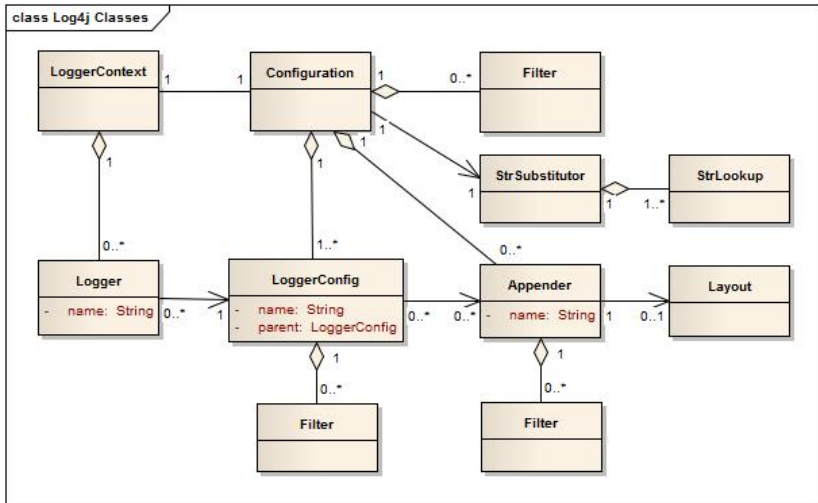 class Log4j Classes
LoggerContext
Configuration
Filter
1
1
1
0..*
1
1
1
1
StrSubstitutor
StrLookup
1
1
1..*
0..*
1..*
0..*
Logger
LoggerConfig
Appender
Layout
- name: String
- name: String
- name: String
- parent: LoggerConfig
0..*
1
0..*
0..*
1
0..1
1
1
0..*
0..*
Filter
Filter